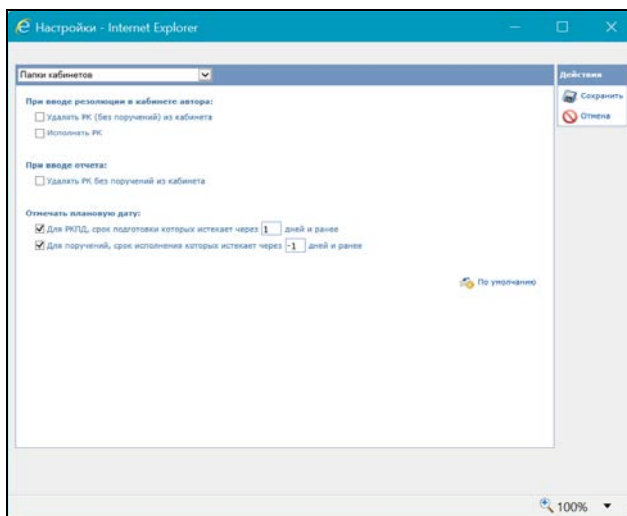 Настройки - Internet Explorer
Папки кабинетов
Действия
При вводе резолюции в кабинете автора:
Удалять РК (без поручений) из кабинета
Исполнять РК
Сохранить
Отмена
При вводе отчета:
Удалять РК без поручений из кабинета
Отмечать плановую дату:
Для РКПД, срок подготовки которых истекает через 1 дней и ранее
Для поручений, срок исполнения которых истекает через -1 дней и ранее
По умолчанию
100%